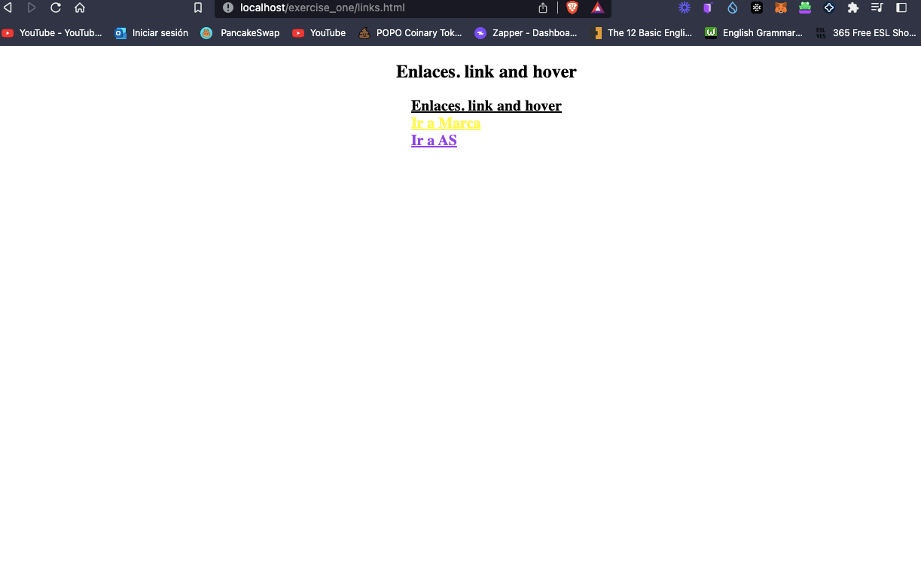 localhost/exercise_one/links.html
YouTube - YouTub... Iniciar sesión PancakeSwap YouTube POPO Coinary Tok... Zapper - Dashboa... The 12 Basic Engli... English Grammar... 365 Free ESL Sho...
Enlaces. link and hover
Enlaces. link and hover
Ir a Marca
Ir a AS